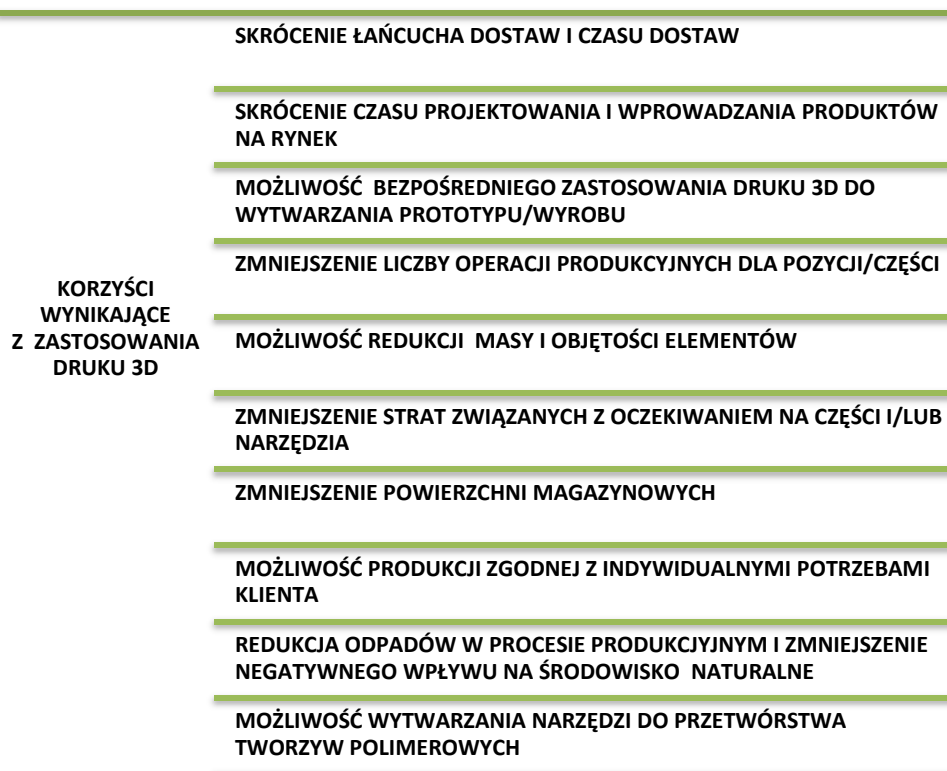 KORZYŚCI
WYNIKAJĄCE
Z ZASTOSOWANIA
DRUKU 3D
SKRÓCENIE ŁAŃCUCHA DOSTAW I CZASU DOSTAW
SKRÓCENIE CZASU PROJEKTOWANIA I WPROWADZANIA PRODUKTÓW
NA RYNEK
MOŻLIWOŚĆ BEZPOŚREDNIEGO ZASTOSOWANIA DRUKU 3D DO
WYTWARZANIA PROTOTYPU/WYROBU
ZMNIEJSZENIE LICZBY OPERACJI PRODUKCYJNYCH DLA POZYCJI/CZĘŚCI
MOŻLIWOŚĆ REDUKCJI MASY I OBJĘTOŚCI ELEMENTÓW
ZMNIEJSZENIE STRAT ZWIĄZANYCH Z OCZEKIWANIEM NA CZĘŚCI I/LUB
NARZĘDZIA
ZMNIEJSZENIE POWIERZCHNI MAGAZYNOWYCH
MOŻLIWOŚĆ PRODUKCJI ZGODNEJ Z INDYWIDUALNYMI POTRZEBAMI
KLIENTA
REDUKCJA ODPADÓW W PROCESIE PRODUKCJYJNYM I ZMNIEJSZENIE
NEGATYWNEGO WPŁYWU NA ŚRODOWISKO NATURALNE
MOŻLIWOŚĆ WYTWARZANIA NARZĘDZI DO PRZETWÓRSTWA
TWORZYW POLIMEROWYCH